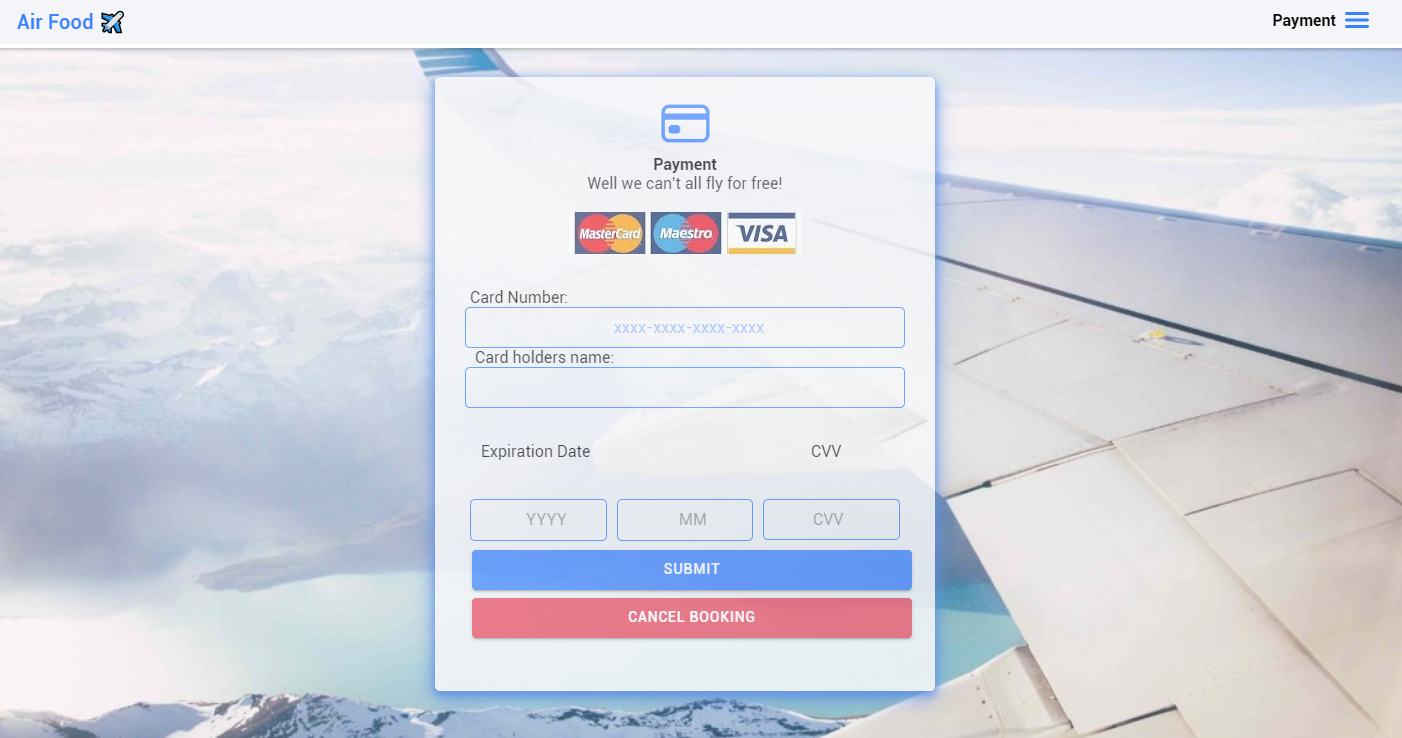 Air Food
Payment
Payment
Well we can't all fly for free!
MasterCard Maestro VISA
Card Number:
xxxx-xxxx-xxxx-xxxx
Card holders name:
Expiration Date CVV
YYYY MM CVV
SUBMIT
CANCEL BOOKING